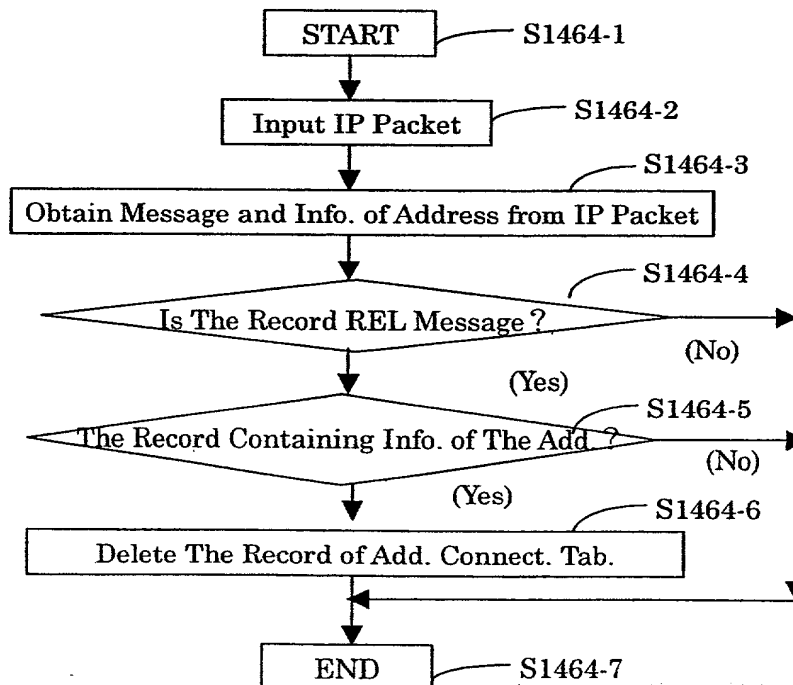 START
S1464-1
Input IP Packet
S1464-2
S1464-3
Obtain Message and Info. of Address from IP Packet
S1464-4
Is The Record REL Message?
(No)
(Yes)
S1464-5
The Record Containing Info. of The Add. ?
(No)
(Yes)
S1464-6
Delete The Record of Add. Connect. Tab.
END
S1464-7